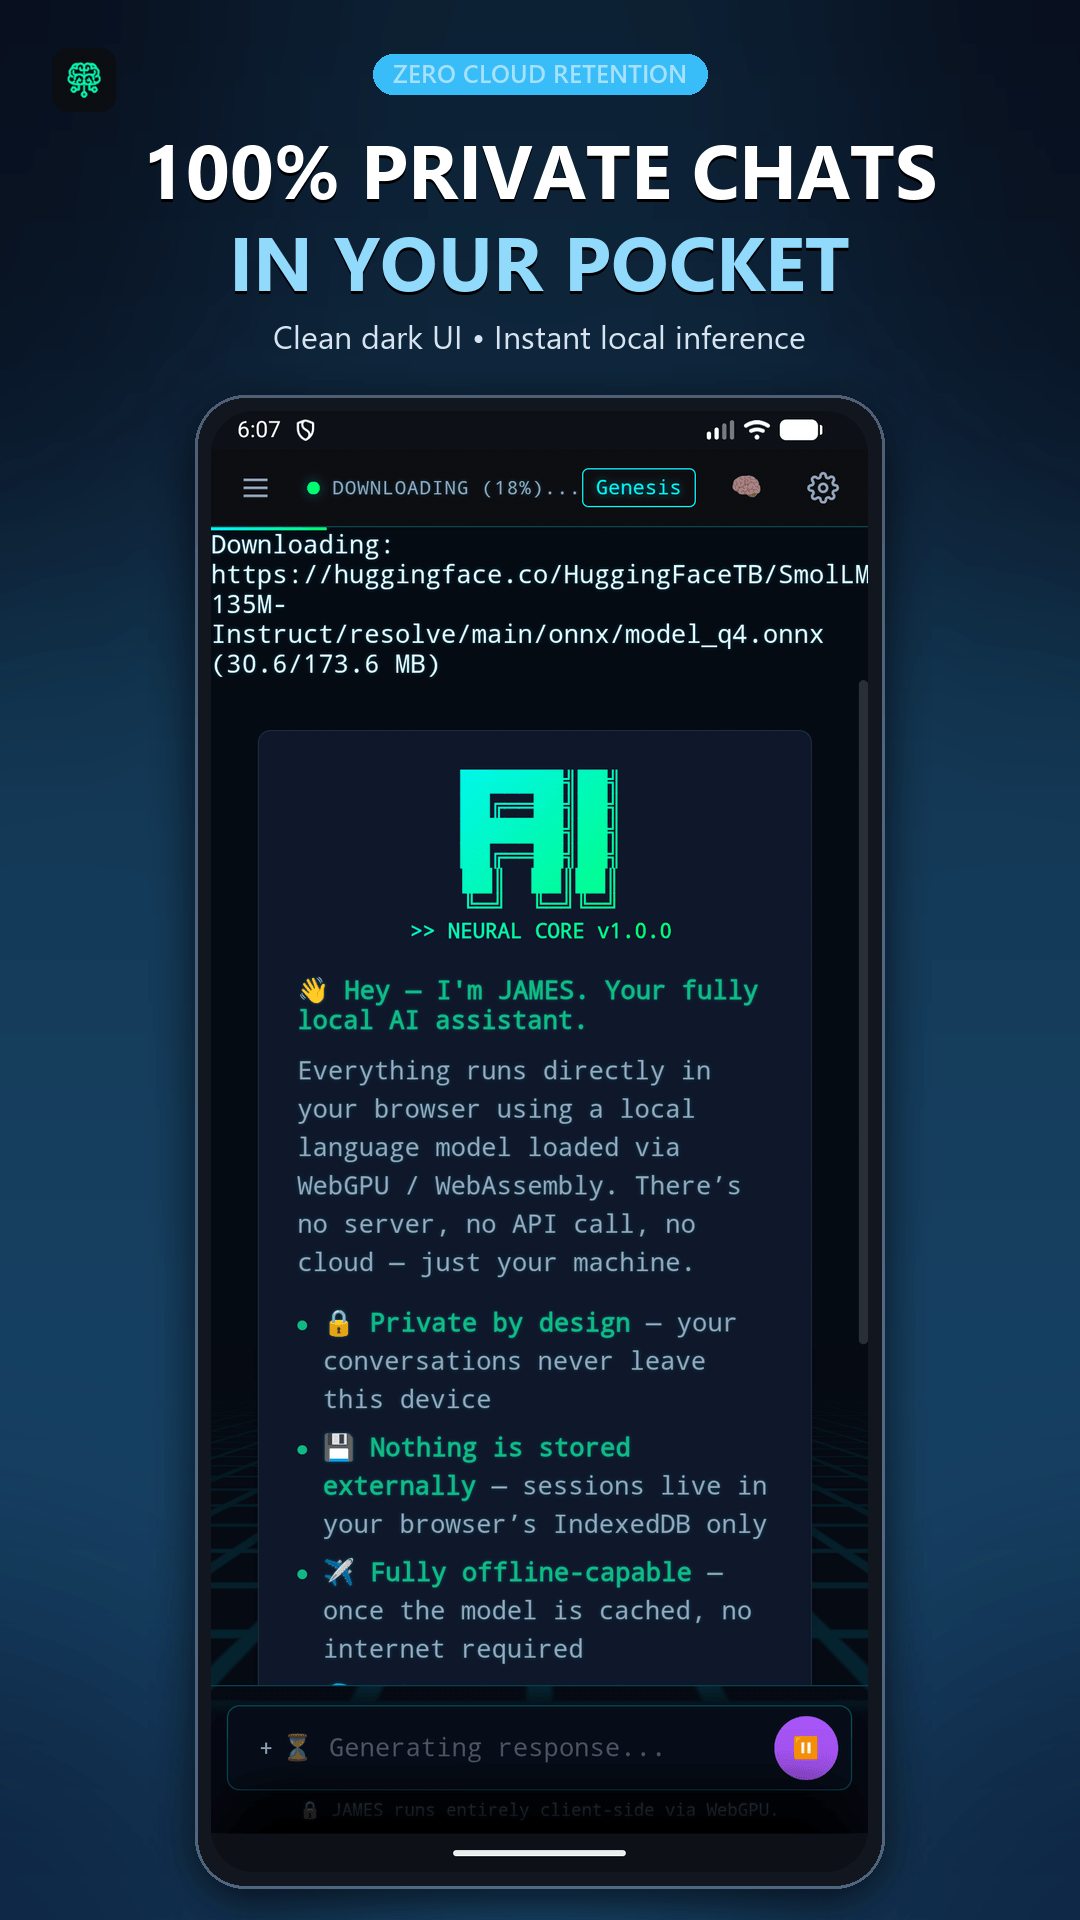 ZERO CLOUD RETENTION
100% PRIVATE CHATS
IN YOUR POCKET
Clean dark UI • Instant local inference
6:07
DOWNLOADING (18%)...
Genesis
Downloading:
https://huggingface.co/HuggingFaceTB/SmolLM
135M-
Instruct/resolve/main/onnx/model_q4.onnx
(30.6/173.6 MB)
AI
>> NEURAL CORE v1.0.0
👋 Hey — I'm JAMES. Your fully
local AI assistant.
Everything runs directly in
your browser using a local
language model loaded via
WebGPU / WebAssembly. There’s
no server, no API call, no
cloud — just your machine.
• 🔒 Private by design — your
conversations never leave
this device
• 💾 Nothing is stored
externally — sessions live in
your browser’s IndexedDB only
• ✈️ Fully offline-capable —
once the model is cached, no
internet required
+ ⏳ Generating response...
🔒 JAMES runs entirely client-side via WebGPU.